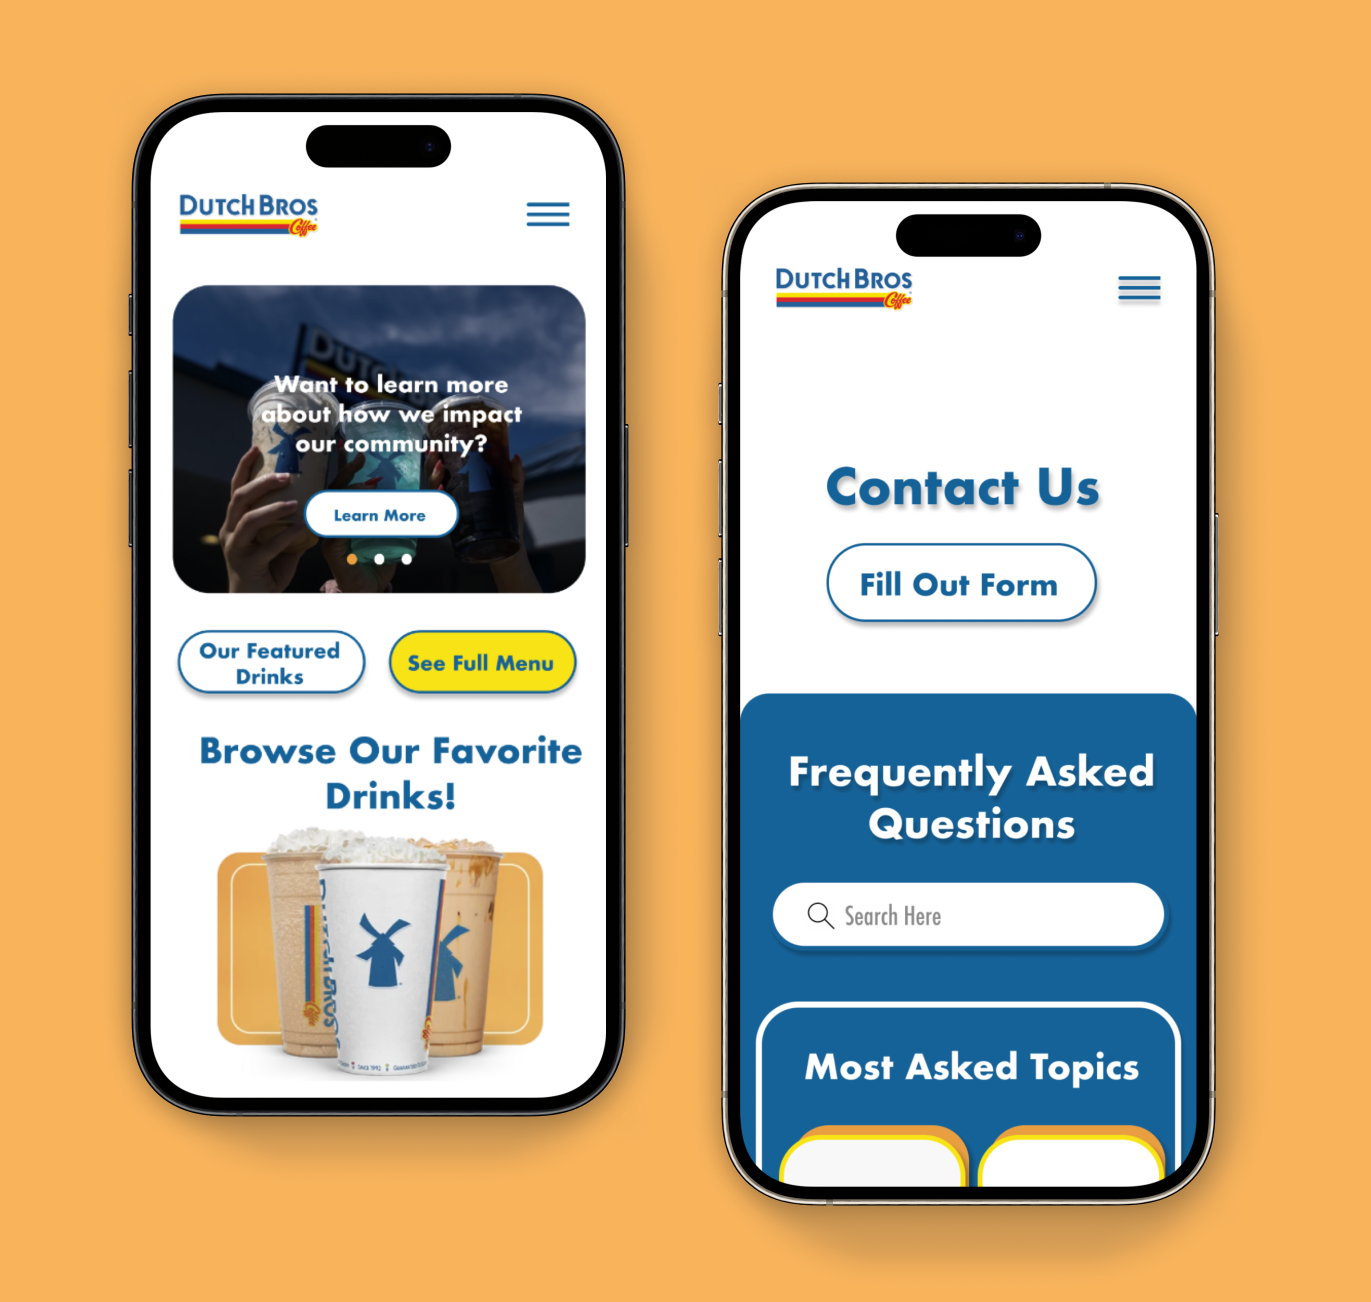 DUTCH BROS
Coffee
Want to learn more
about how we impact
our community?
Learn More
Our Featured
Drinks
See Full Menu
Browse Our Favorite
Drinks!
DUTCH BROS
Coffee
Contact Us
Fill Out Form
Frequently Asked
Questions
Search Here
Most Asked Topics